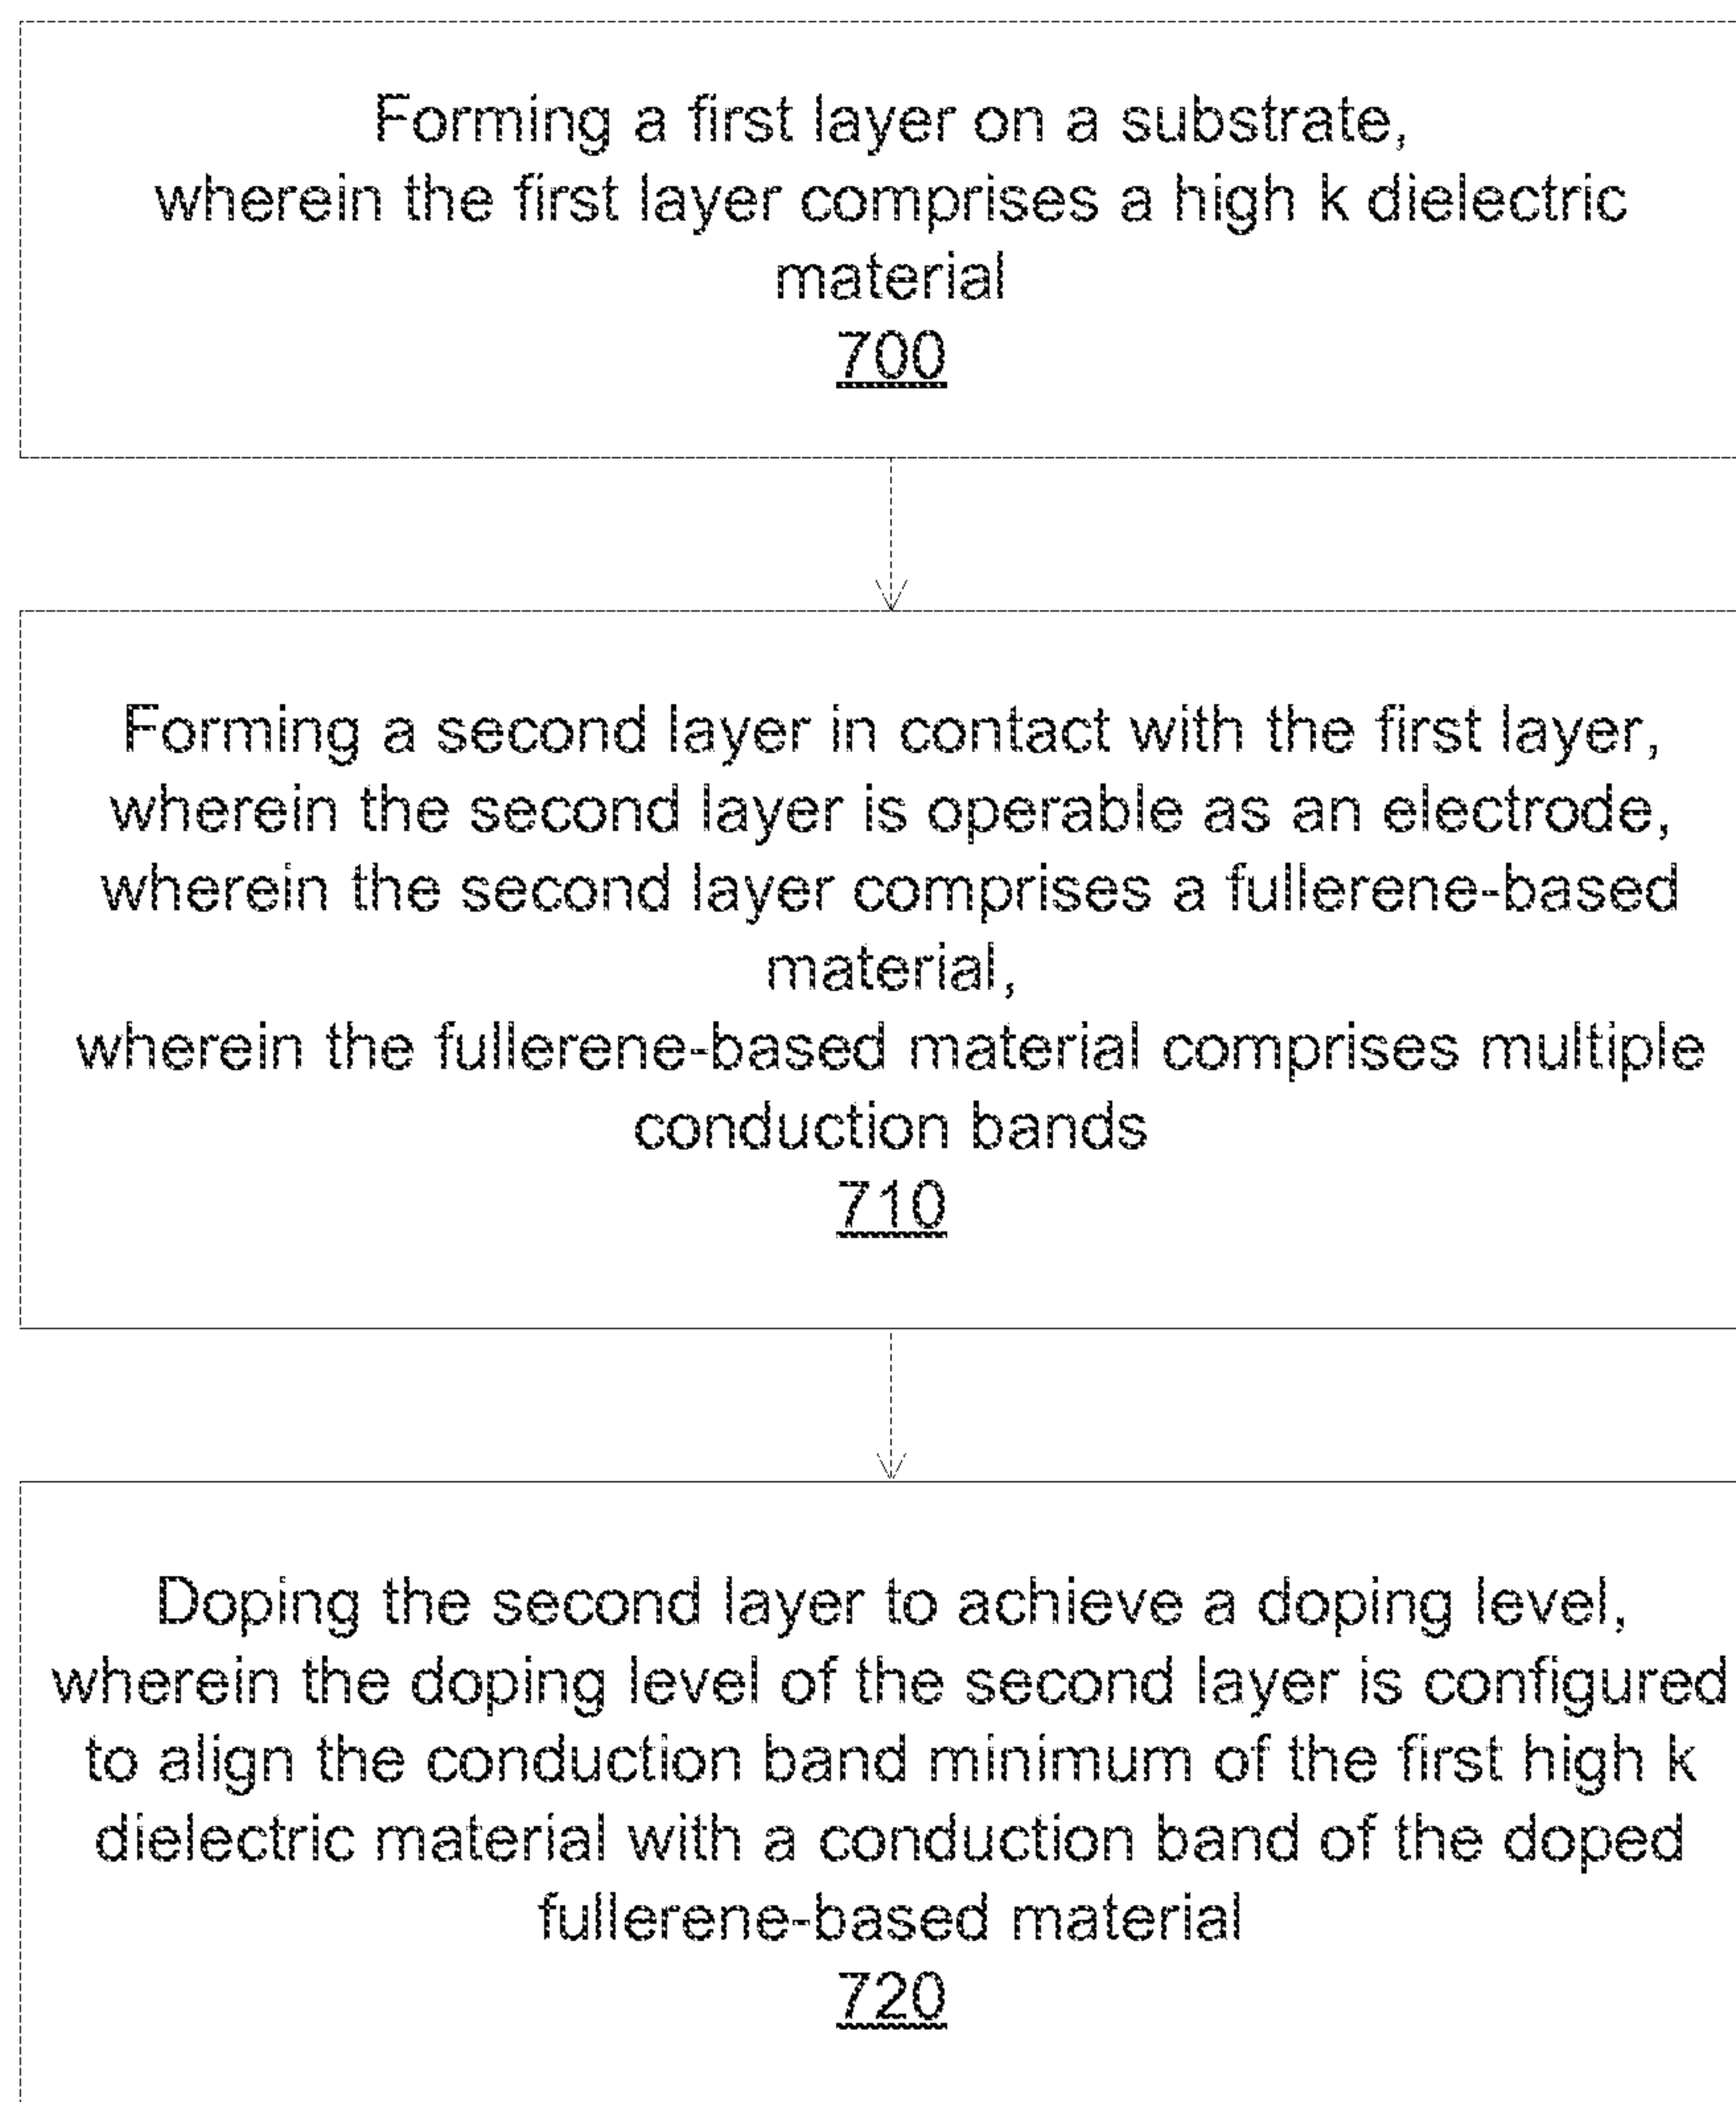 Forming a first layer on a substrate,
wherein the first layer comprises a high k dielectric
material
700
Forming a second layer in contact with the first layer,
wherein the second layer is operable as an electrode,
wherein the second layer comprises a fullerene-based
material,
wherein the fullerene-based material comprises multiple
conduction bands
710
Doping the second layer to achieve a doping level,
wherein the doping level of the second layer is configured
to align the conduction band minimum of the first high k
dielectric material with a conduction band of the doped
fullerene-based material
720